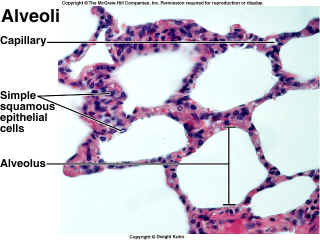 Copyright © The McGraw-Hill Companies, Inc. Permission required for reproduction or display.
Alveoli
Capillary
Simple
squamous
epithelial
cells
Alveolus
Copyright © Dwight Kuhn